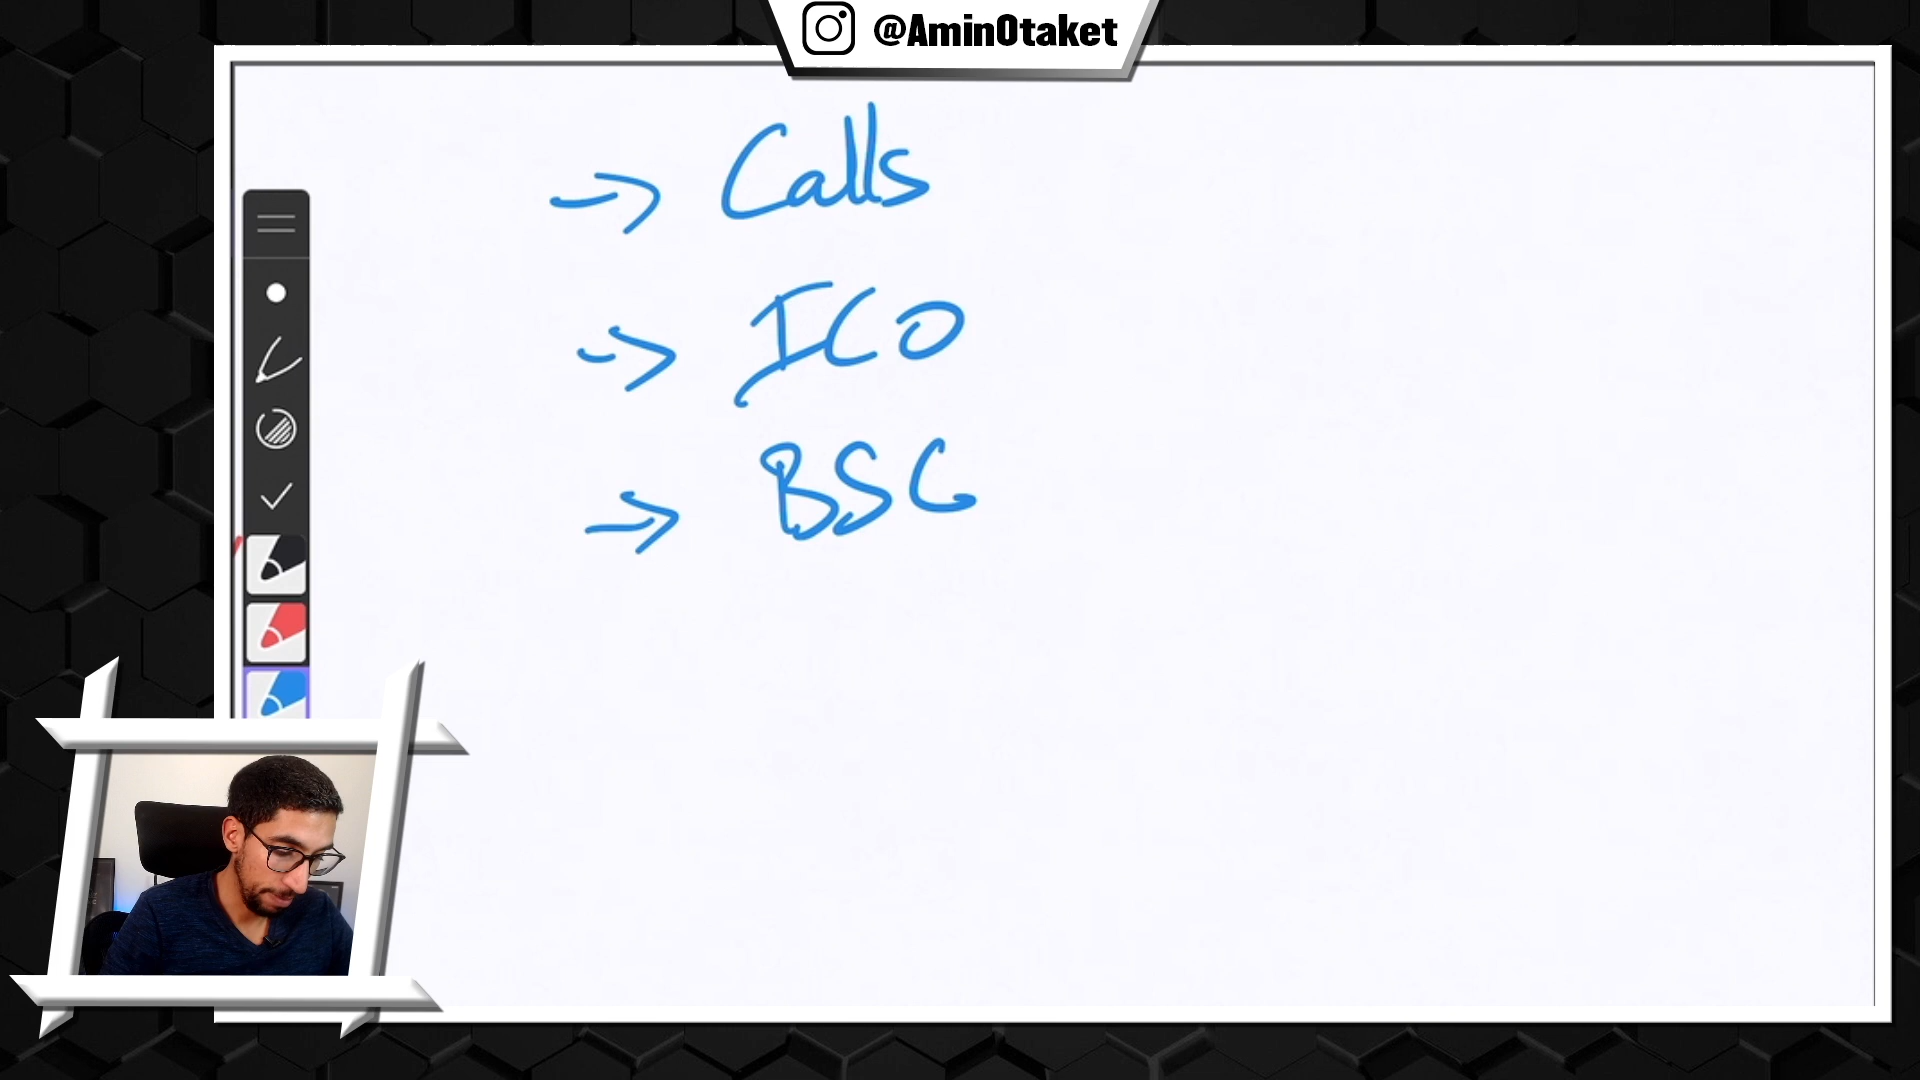 @AminOtaket
→ Calls
→ ICO
→ BSC